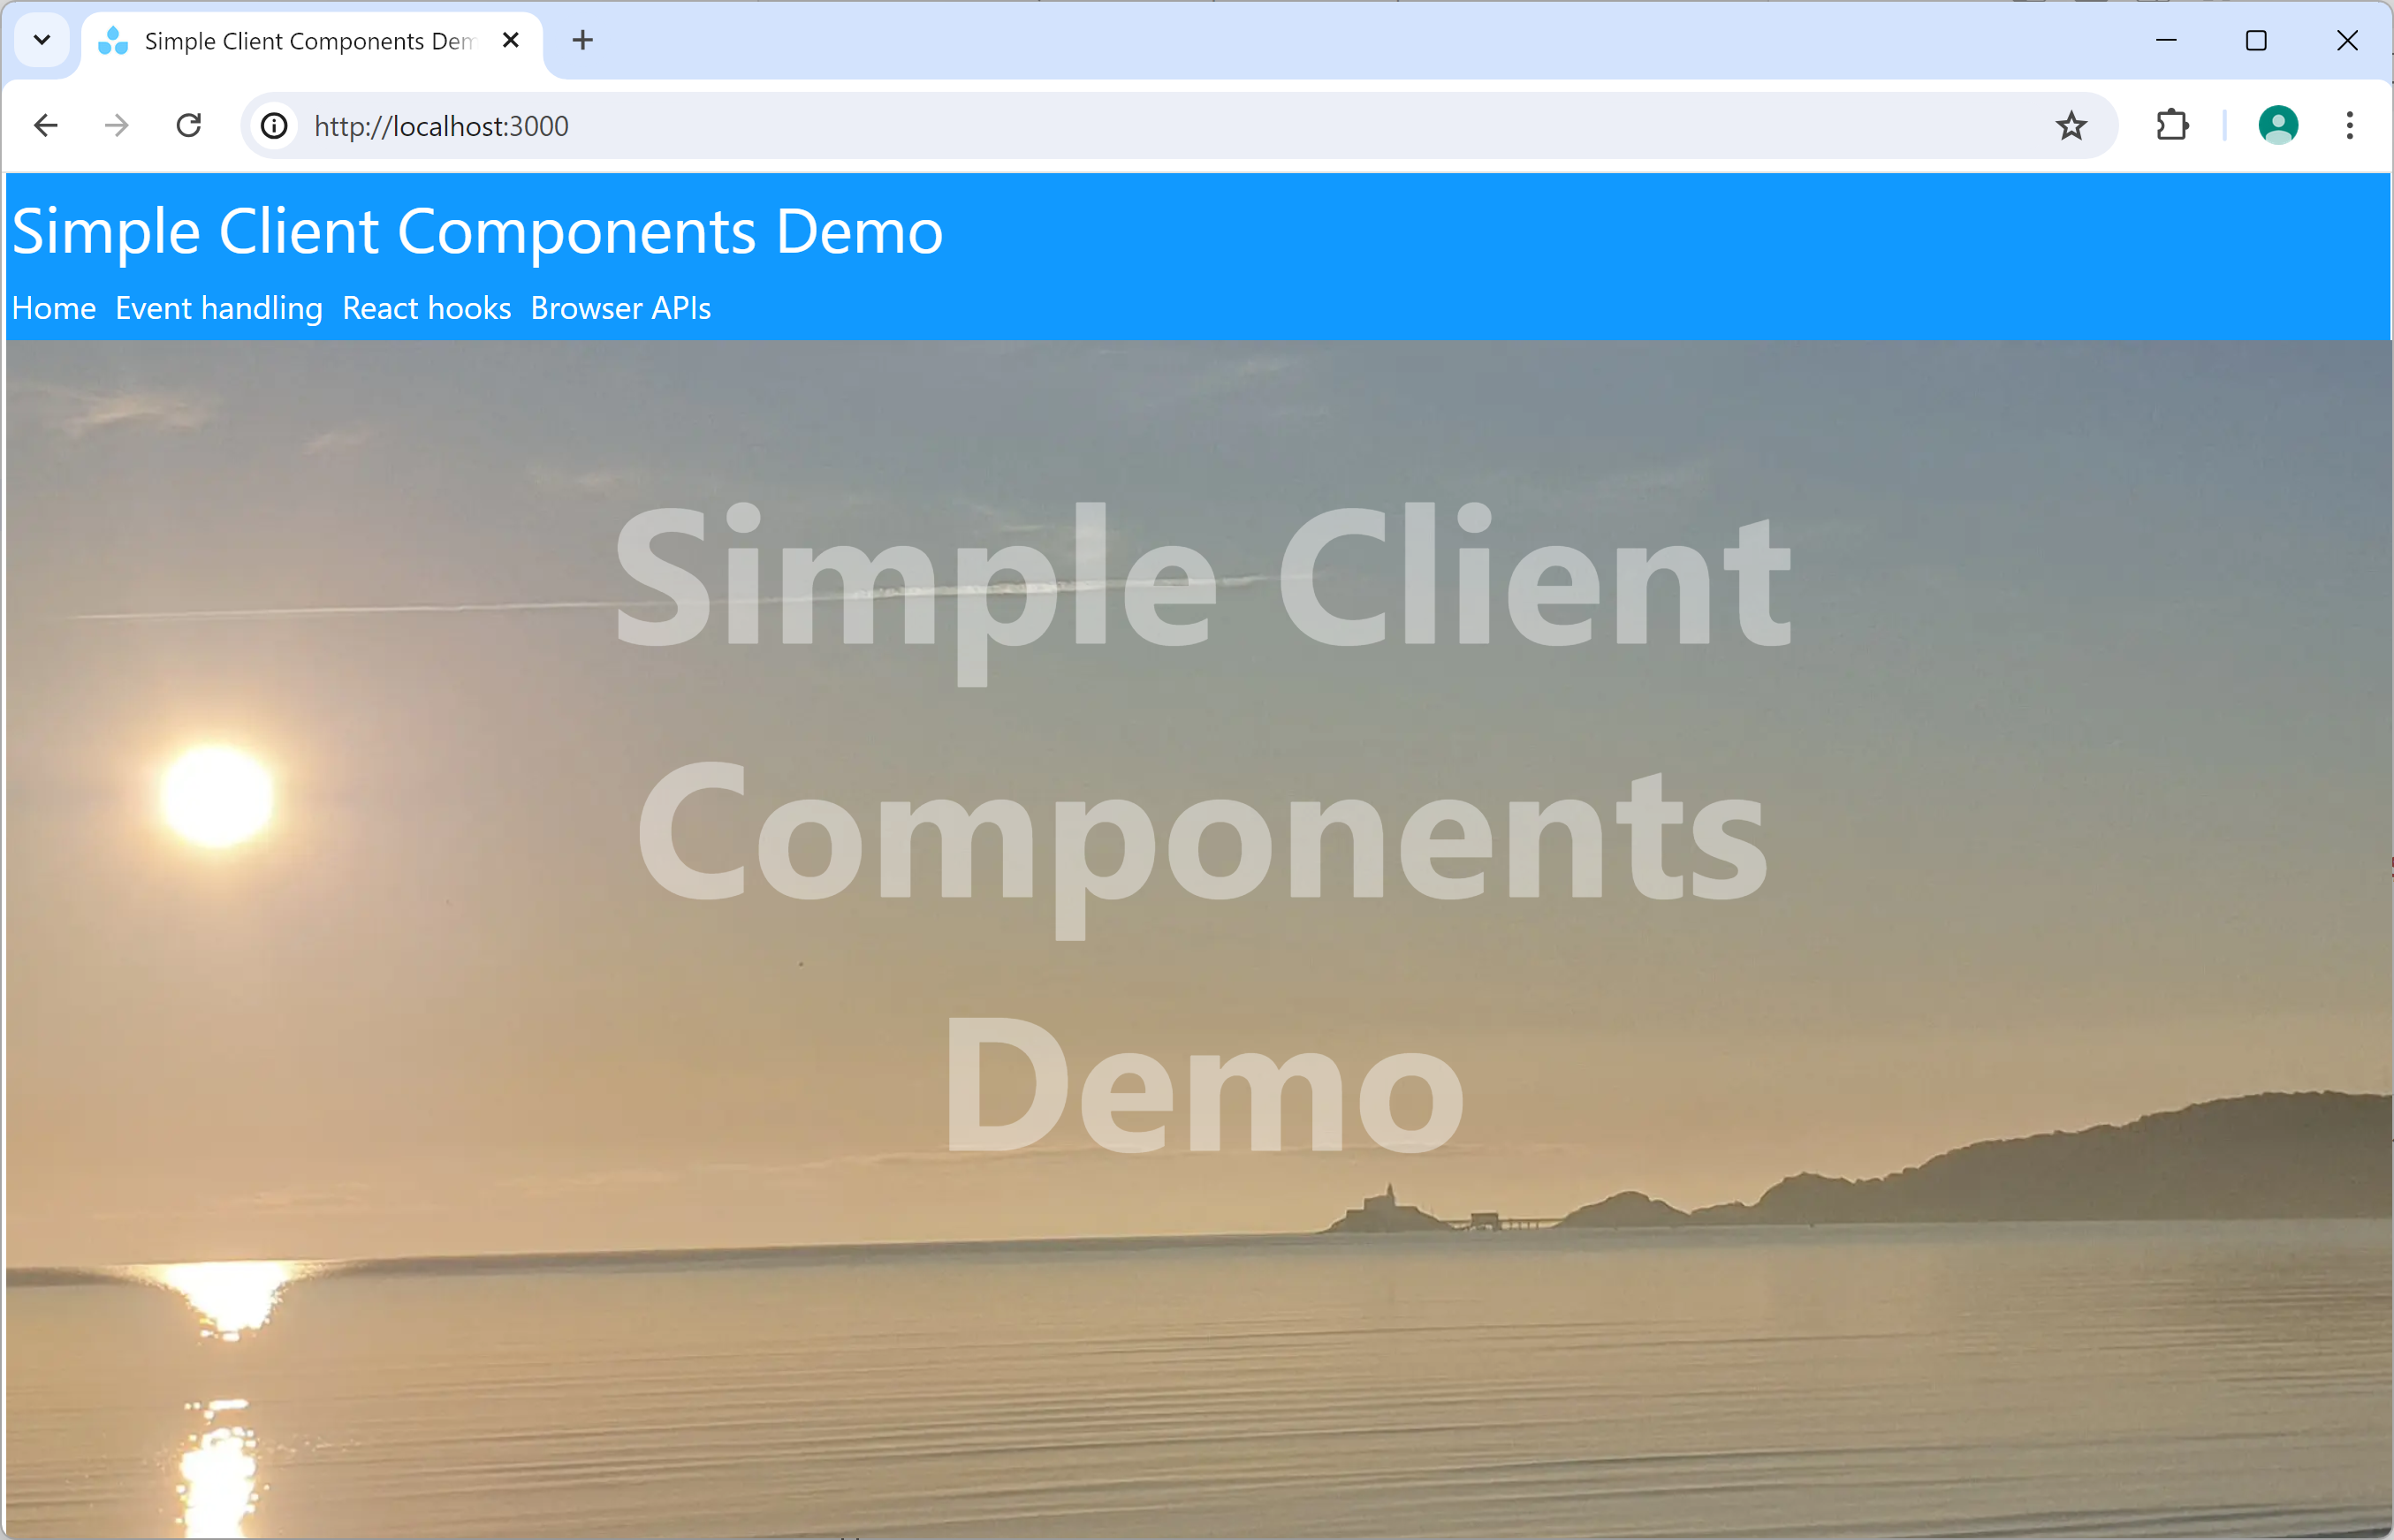 Simple Client Components Dem
http://localhost:3000
Simple Client Components Demo
Home Event handling React hooks Browser APIs
Simple Client
Components
Demo